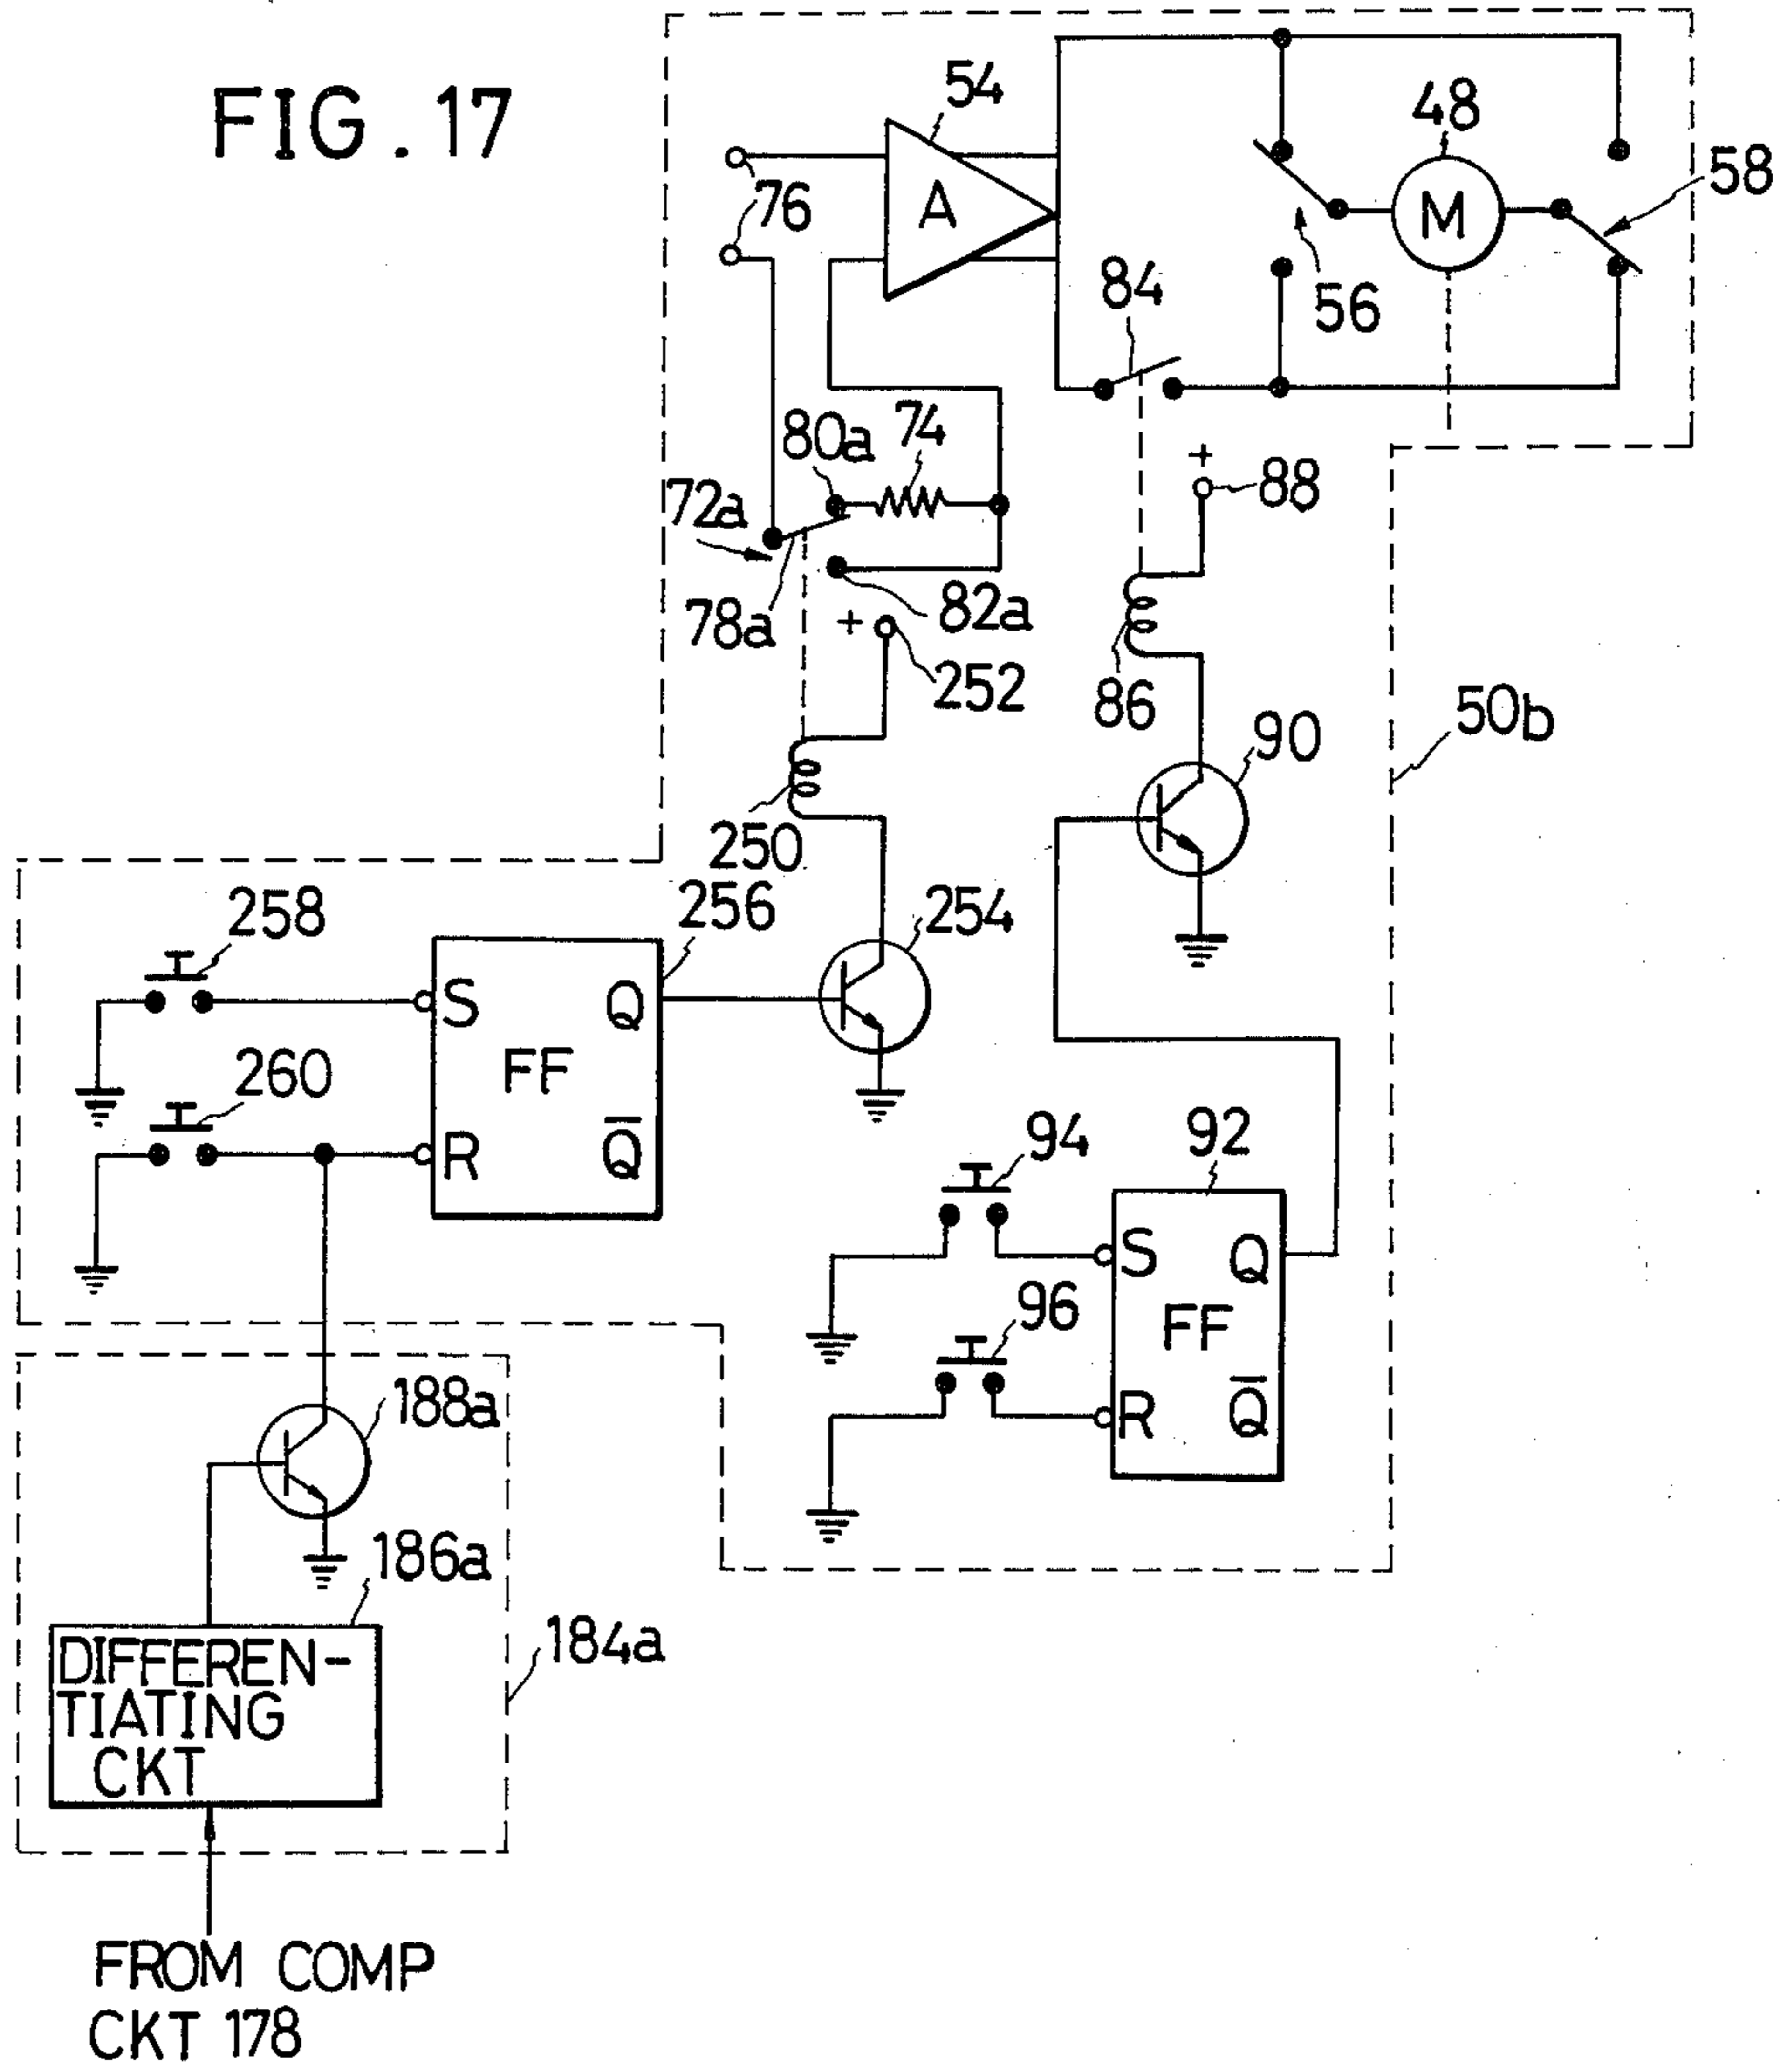 FIG. 17
54
A
76
48
M
58
56
84
80a
74
72a
78a
82a
+
252
+
88
86
90
50b
250
256
254
258
S
Q
FF
260
R
Q̅
94
92
S
Q
FF
96
R
Q̅
188a
186a
184a
DIFFEREN-
TIATING
CKT
FROM COMP
CKT 178